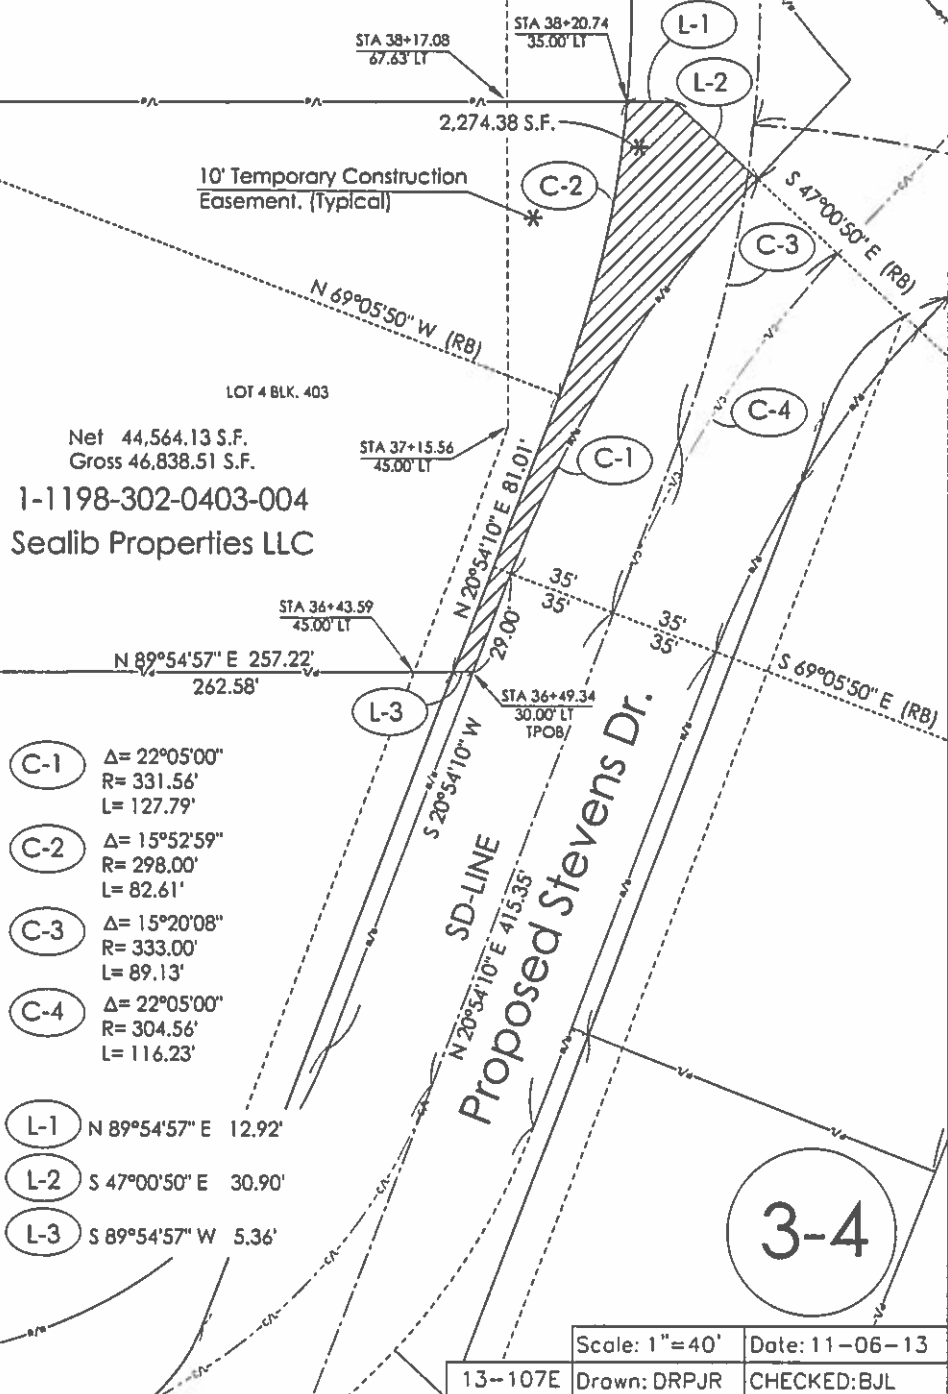 STA 38+17.08
67.63' LT
STA 38+20.74
35.00' LT
L-1
L-2
2,274.38 S.F.
10' Temporary Construction
Easement. (Typical)
C-2
S 47°00'50" E (RB)
C-3
N 69°05'50" W (RB)
LOT 4 BLK. 403
C-4
Net 44,564.13 S.F.
Gross 46,838.51 S.F.
STA 37+15.56
45.00' LT
C-1
1-1198-302-0403-004
Sealib Properties LLC
N 20°54'10" E 81.01'
35'
35'
35'
35'
STA 36+43.59
45.00' LT
29.00'
N 89°54'57" E 257.22'
262.58'
S 69°05'50" E (RB)
L-3
STA 36+49.34
30.00' LT
TPOB
S 20°54'10" W
SD-LINE
N 20°54'10" E 415.35'
Proposed Stevens Dr.
C-1
Δ= 22°05'00"
R= 331.56'
L= 127.79'
C-2
Δ= 15°52'59"
R= 298.00'
L= 82.61'
C-3
Δ= 15°20'08"
R= 333.00'
L= 89.13'
C-4
Δ= 22°05'00"
R= 304.56'
L= 116.23'
L-1 N 89°54'57" E 12.92'
L-2 S 47°00'50" E 30.90'
L-3 S 89°54'57" W 5.36'
3-4
Scale: 1"=40' Date: 11-06-13
13-107E Drawn: DRPJR CHECKED:BJL